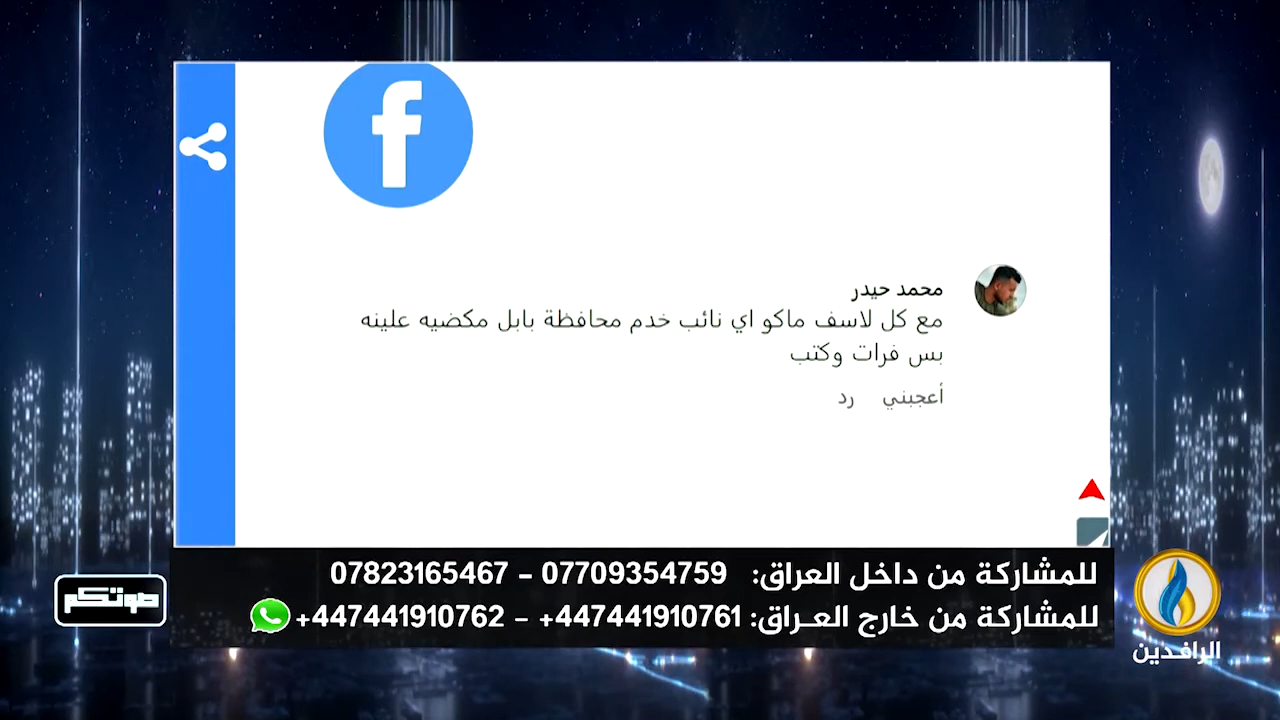 محمد حيدر
مع كل لاسف ماكو اي نائب خدم محافظة بابل مكضيه علينه
بس فرات وكتب
أعجبني رد
للمشاركة من داخل العراق: 07709354759 - 07823165467
للمشاركة من خارج العـراق: 447441910761+ - 447441910762+
صوتكم
الرافدين